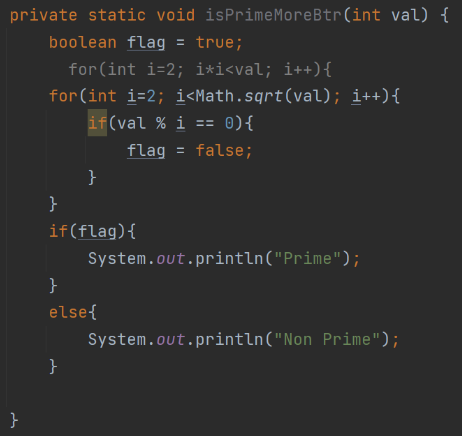 private static void isPrimeMoreBtr(int val) {
    boolean flag = true;
      for(int i=2; i*i<val; i++){
    for(int i=2; i<Math.sqrt(val); i++){
        if(val % i == 0){
            flag = false;
        }
    }
    if(flag){
        System.out.println("Prime");
    }
    else{
        System.out.println("Non Prime");
    }
}